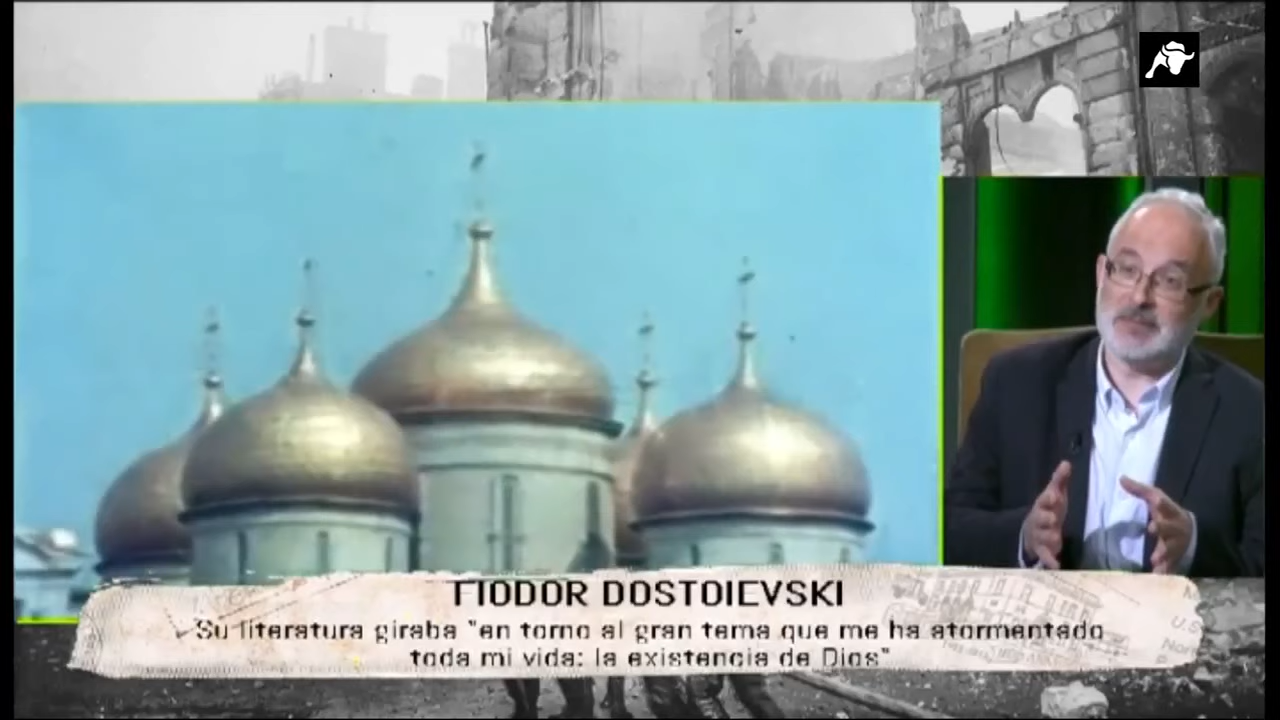 FIODOR DOSTOIEVSKI
Su literatura giraba "en torno al gran tema que me ha atormentado
toda mi vida: la existencia de Dios"
U.S